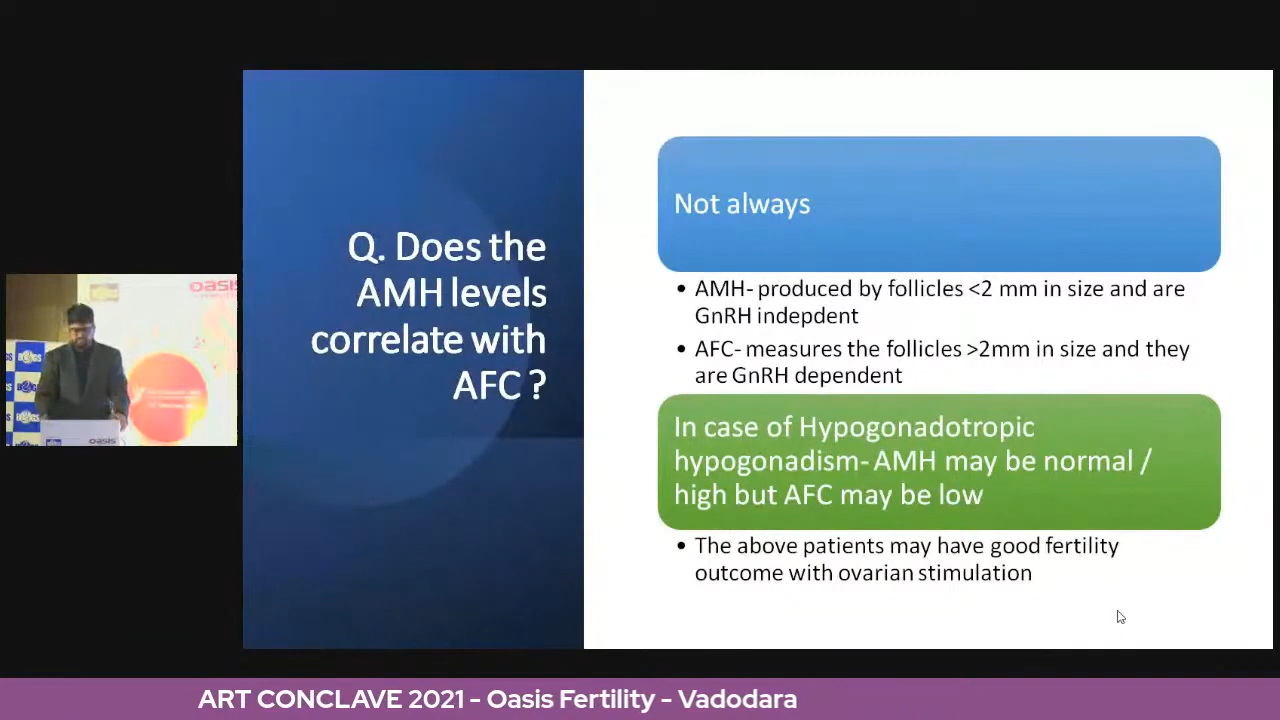 Q. Does the
AMH levels
correlate with
AFC ?
Not always
• AMH- produced by follicles <2 mm in size and are
GnRH indepdent
• AFC- measures the follicles >2mm in size and they
are GnRH dependent
In case of Hypogonadotropic
hypogonadism- AMH may be normal /
high but AFC may be low
• The above patients may have good fertility
outcome with ovarian stimulation
oasis
oasis
ART CONCLAVE 2021 - Oasis Fertility - Vadodara